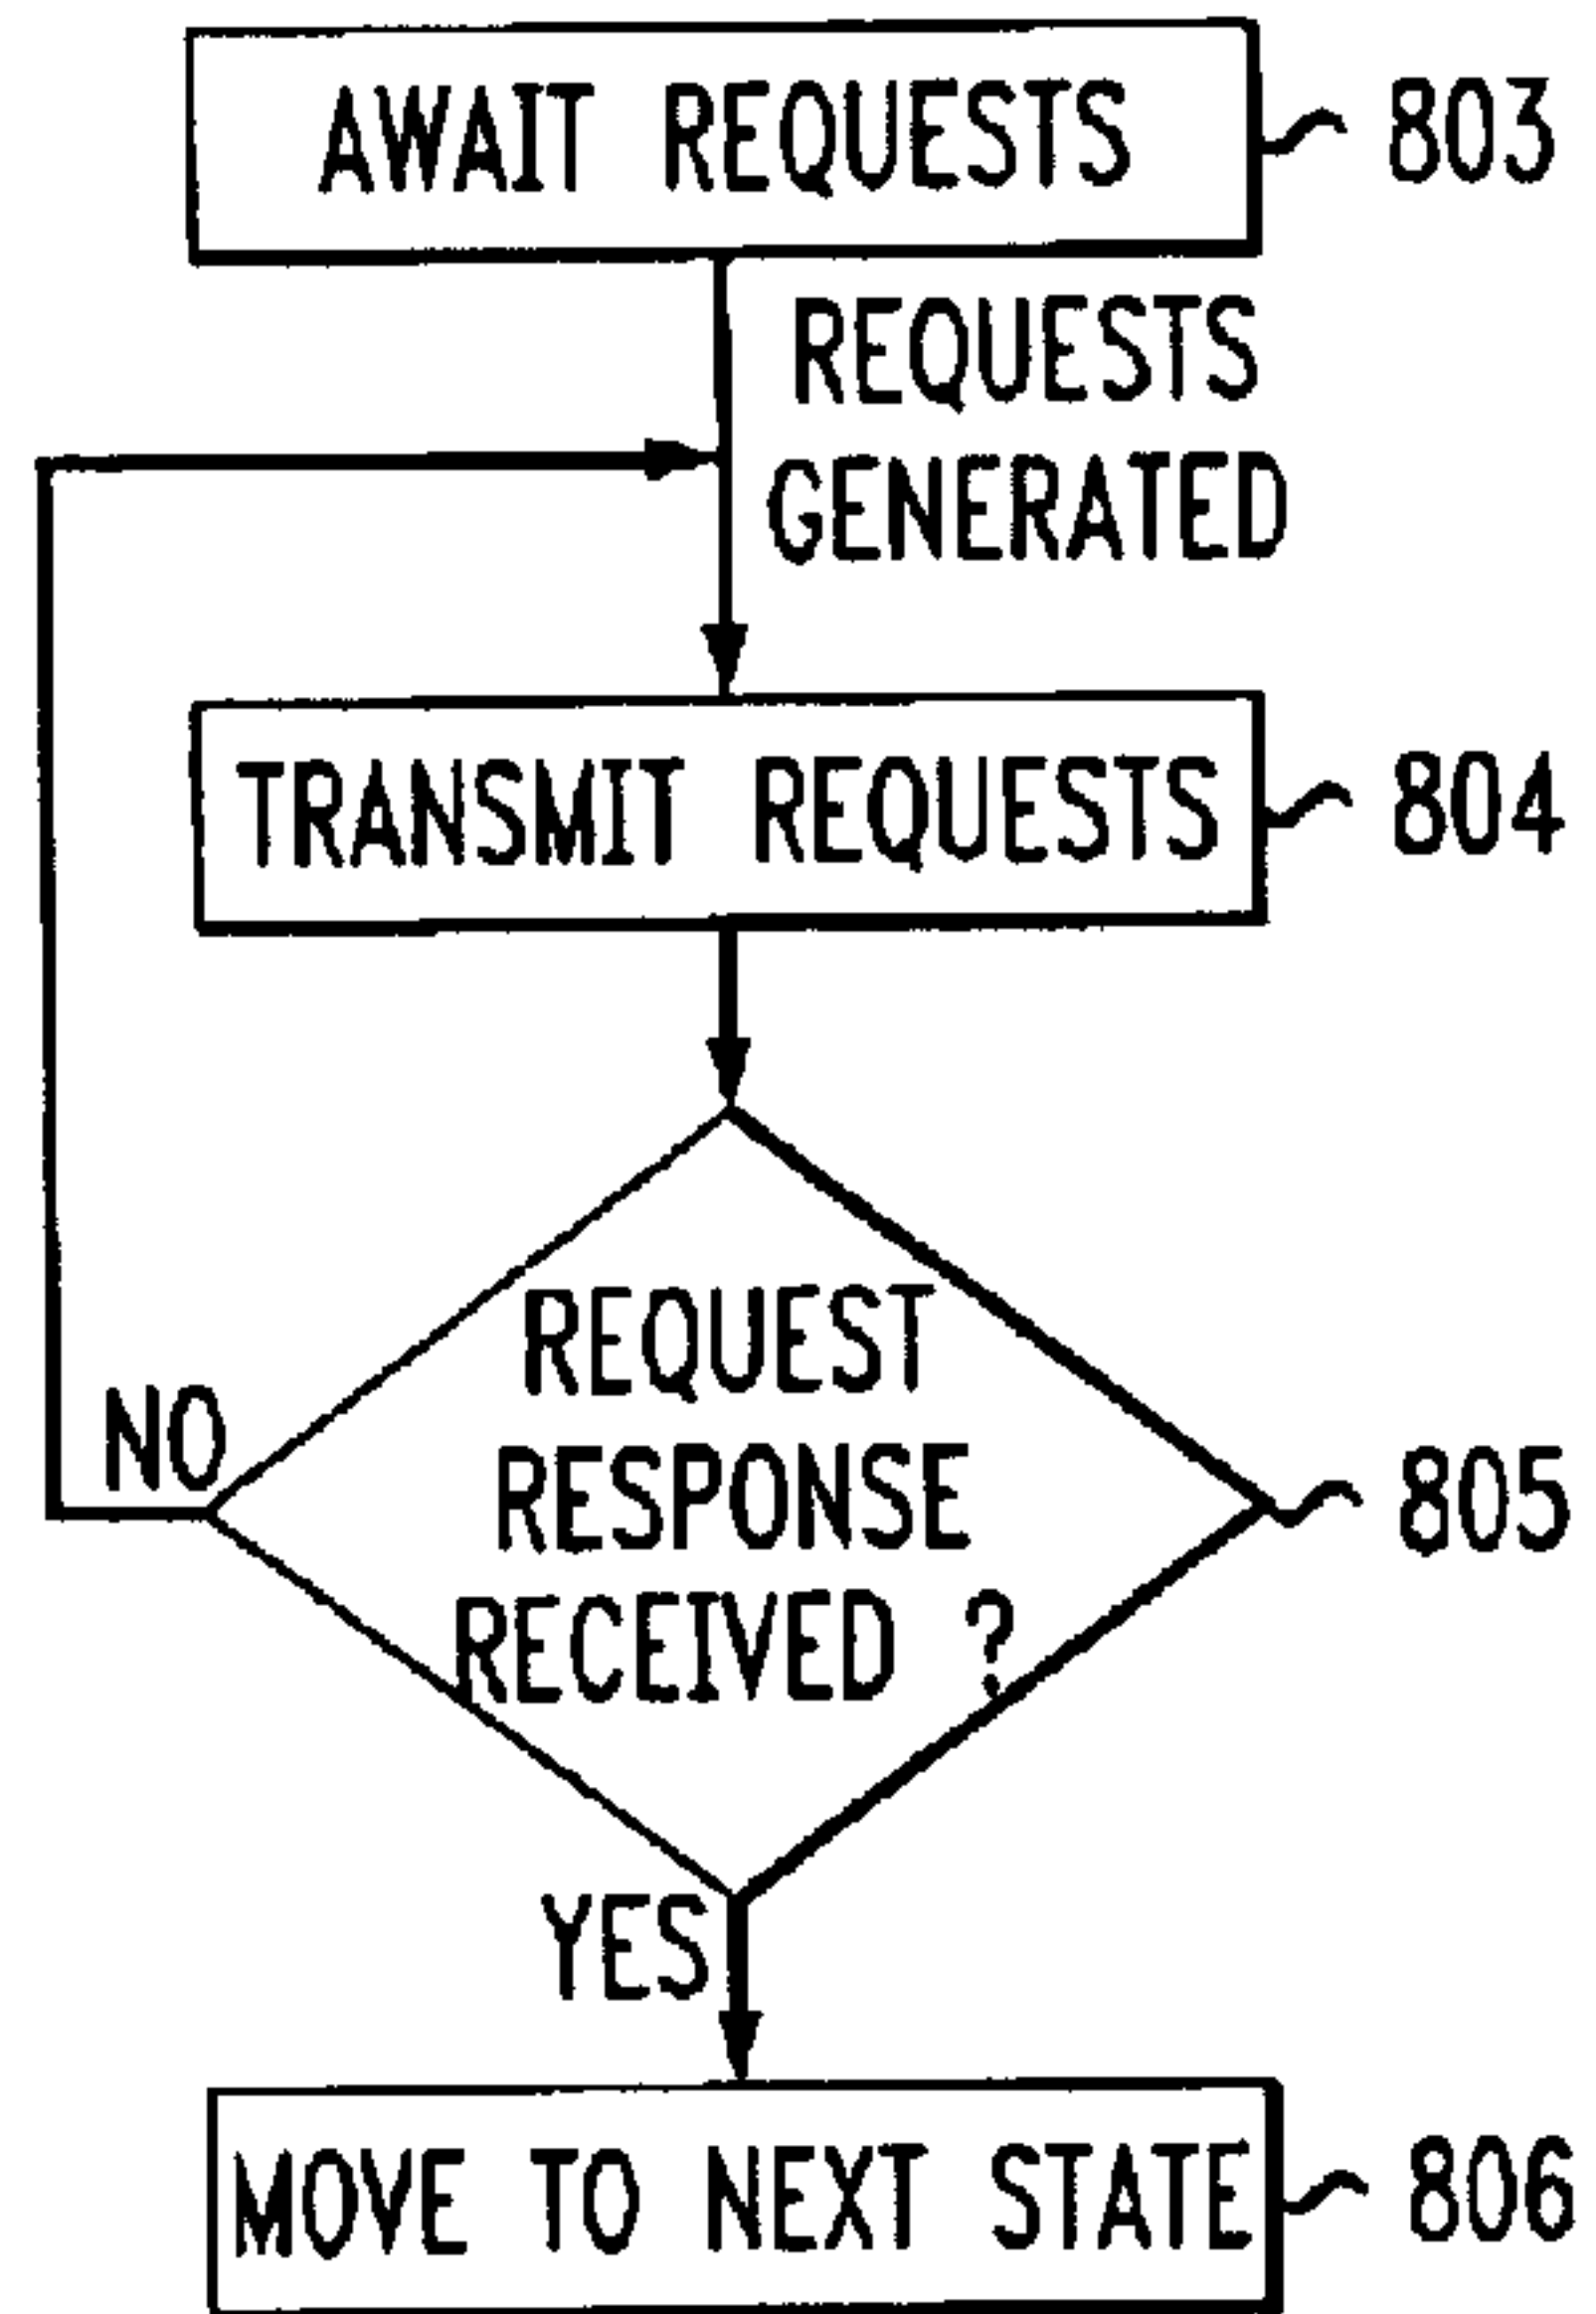 AWAIT REQUESTS
803
REQUESTS
GENERATED
TRANSMIT REQUESTS
804
REQUEST
RESPONSE
RECEIVED ?
NO
805
YES
MOVE TO NEXT STATE
806